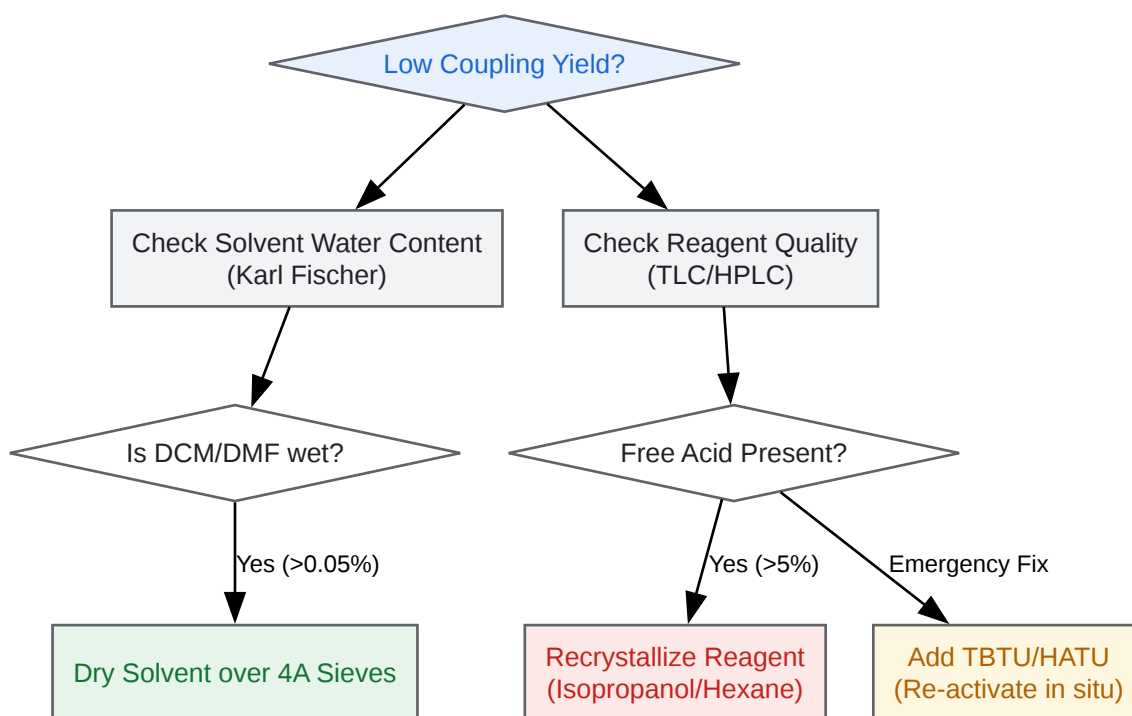 Low Coupling Yield?
Check Solvent Water Content
(Karl Fischer)
Check Reagent Quality
(TLC/HPLC)
Is DCM/DMF wet?
Free Acid Present?
Yes (>0.05%)
Yes (>5%)
Emergency Fix
Dry Solvent over 4A Sieves
Recrystallize Reagent
(Isopropanol/Hexane)
Add TBTU/HATU
(Re-activate in situ)